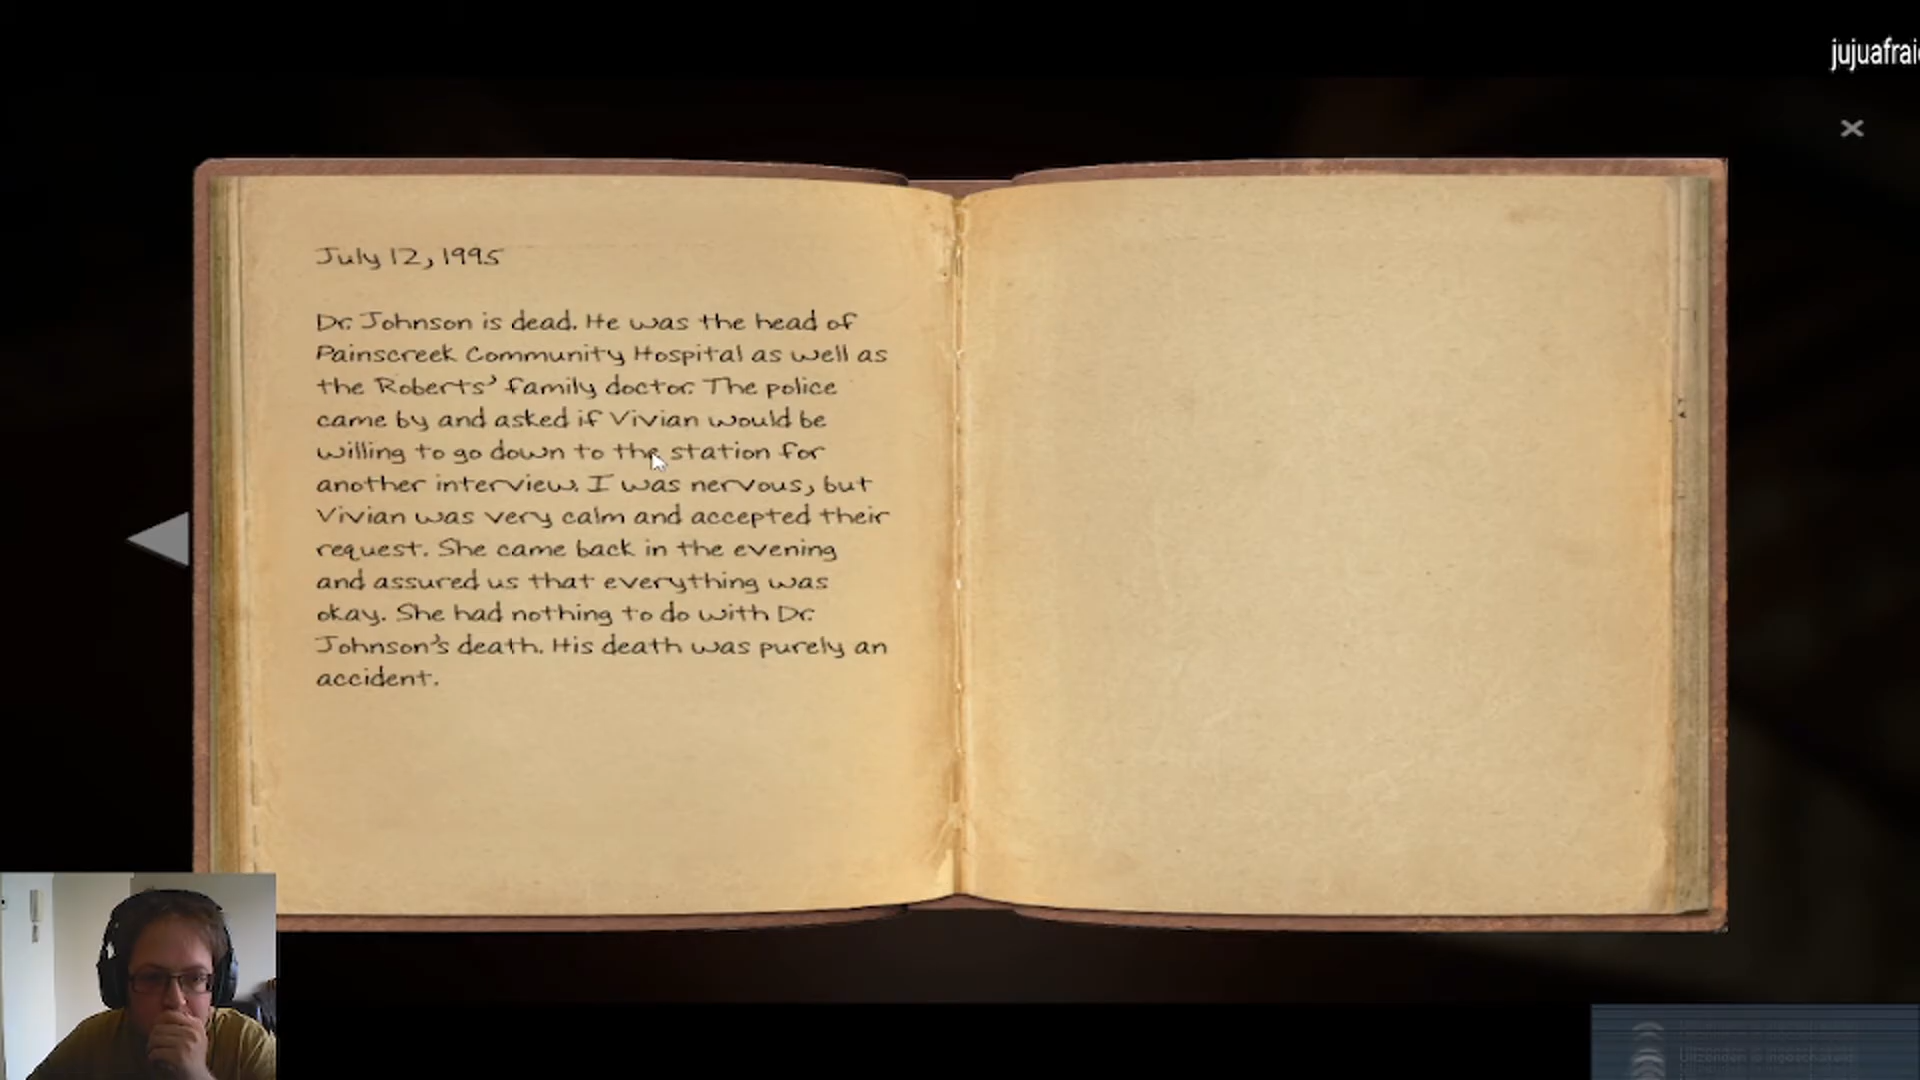 jujuafrai
July 12, 1995
Dr. Johnson is dead. He was the head of
Painscreek Community Hospital as well as
the Roberts' family doctor. The police
came by and asked if Vivian would be
willing to go down to the station for
another interview. I was nervous, but
Vivian was very calm and accepted their
request. She came back in the evening
and assured us that everything was
okay. She had nothing to do with Dr.
Johnson's death. His death was purely an
accident.